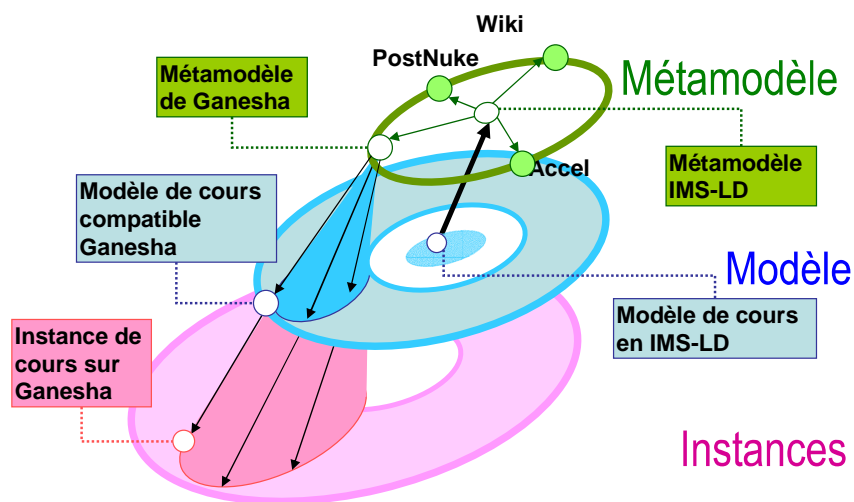 Wiki
PostNuke
Métamodèle
Métamodèle
de Ganesha
Accel
Métamodèle
IMS-LD
Modèle de cours
compatible
Ganesha
Modèle
Modèle de cours
en IMS-LD
Instance de
cours sur
Ganesha
Instances